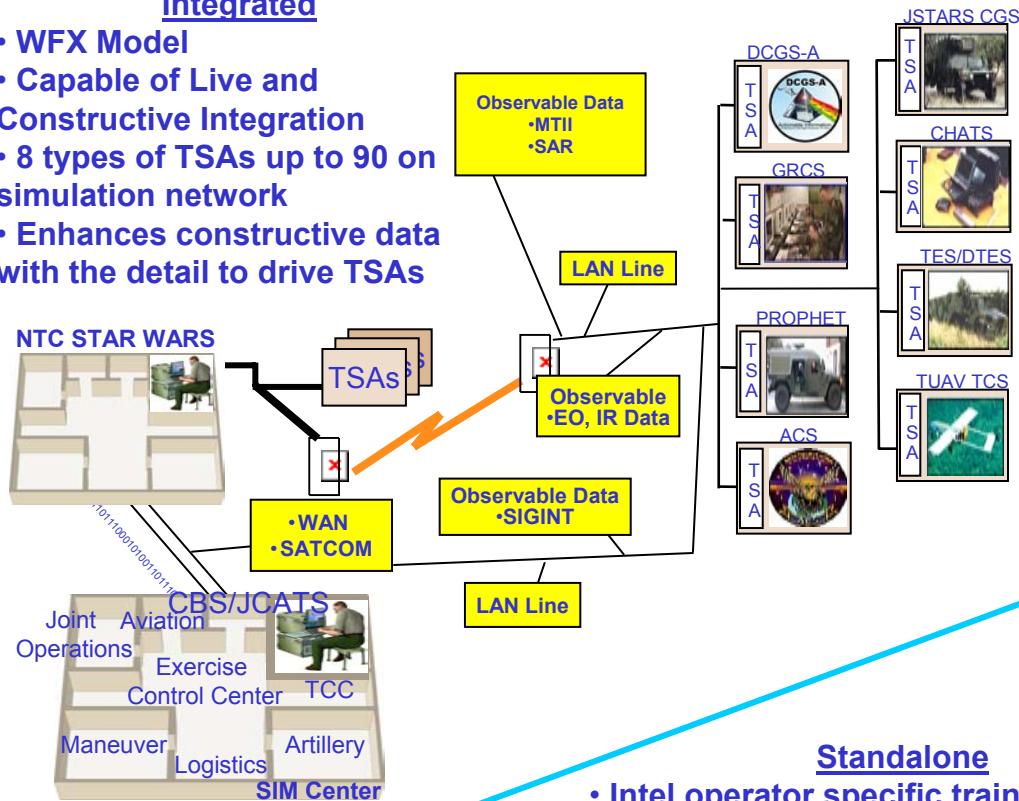 Integrated
• WFX Model
• Capable of Live and
Constructive Integration
• 8 types of TSAs up to 90 on
simulation network
• Enhances constructive data
with the detail to drive TSAs
Observable Data
•MTII
•SAR
LAN Line
NTC STAR WARS
TSAs
Observable
•EO, IR Data
Observable Data
•SIGINT
•WAN
•SATCOM
LAN Line
DCGS-A
TSA
DCGS-A
GRCS
TSA
PROPHET
TSA
ACS
TSA
JSTARS CGS
TSA
CHATS
TSA
TES/DTES
TSA
TUAV TCS
TSA
CBS/JCATS
Joint
Operations
Aviation
Exercise
Control Center
TCC
Maneuver
Logistics
Artillery
SIM Center
Standalone
• Intel operator specific train